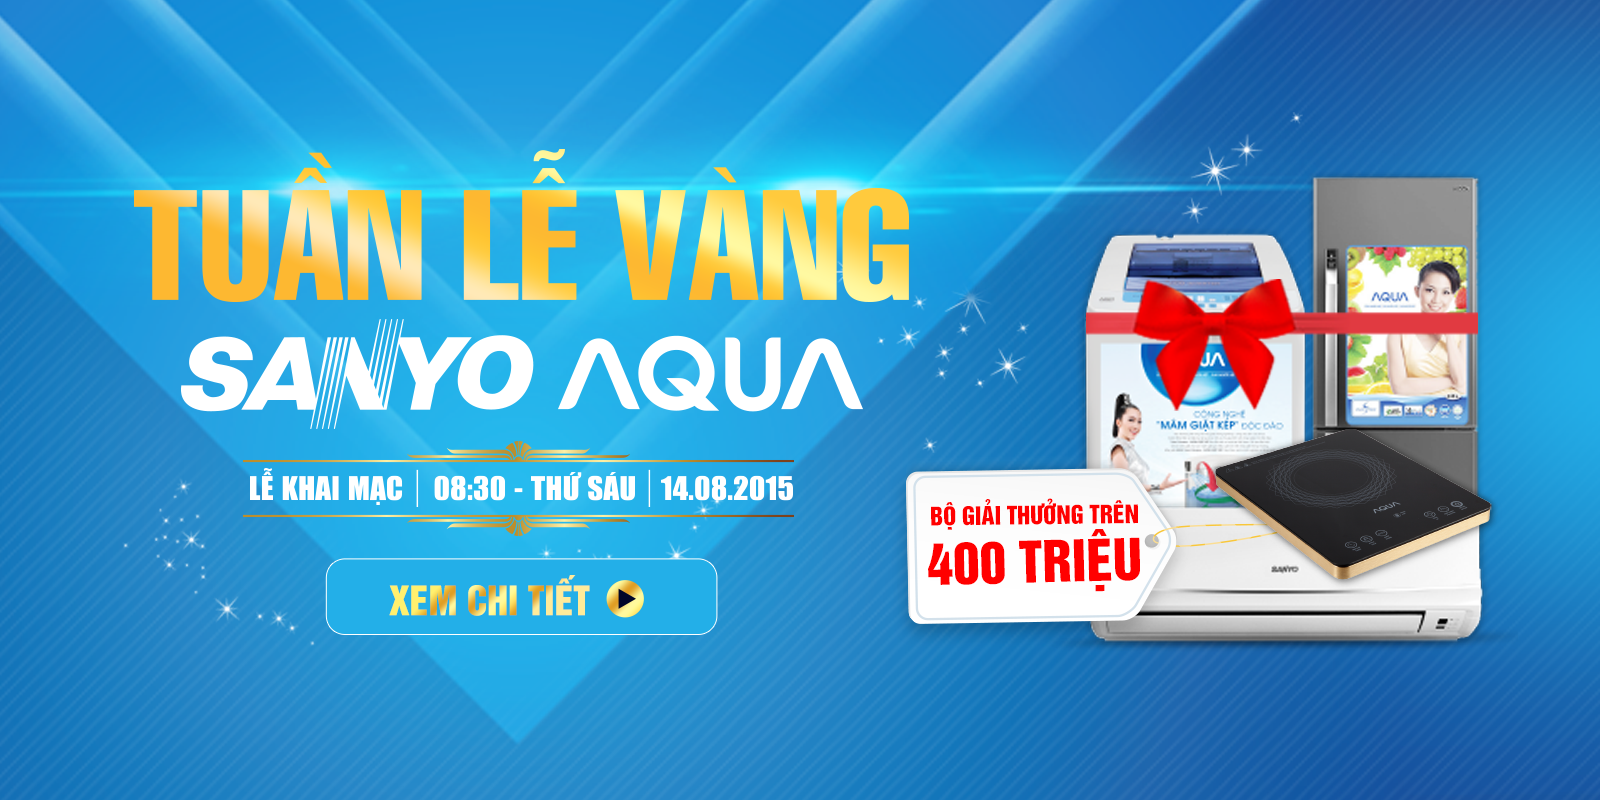 TUẦN LỄ VÀNG
SANYO AQUA
LỄ KHAI MẠC | 08:30 - THỨ SÁU | 14.08.2015
XEM CHI TIẾT
BỘ GIẢI THƯỞNG TRÊN
400 TRIỆU
AQUA
CÔNG NGHỆ
"MÂM GIẶT KÉP" ĐỘC ĐÁO
AQUA
SANYO